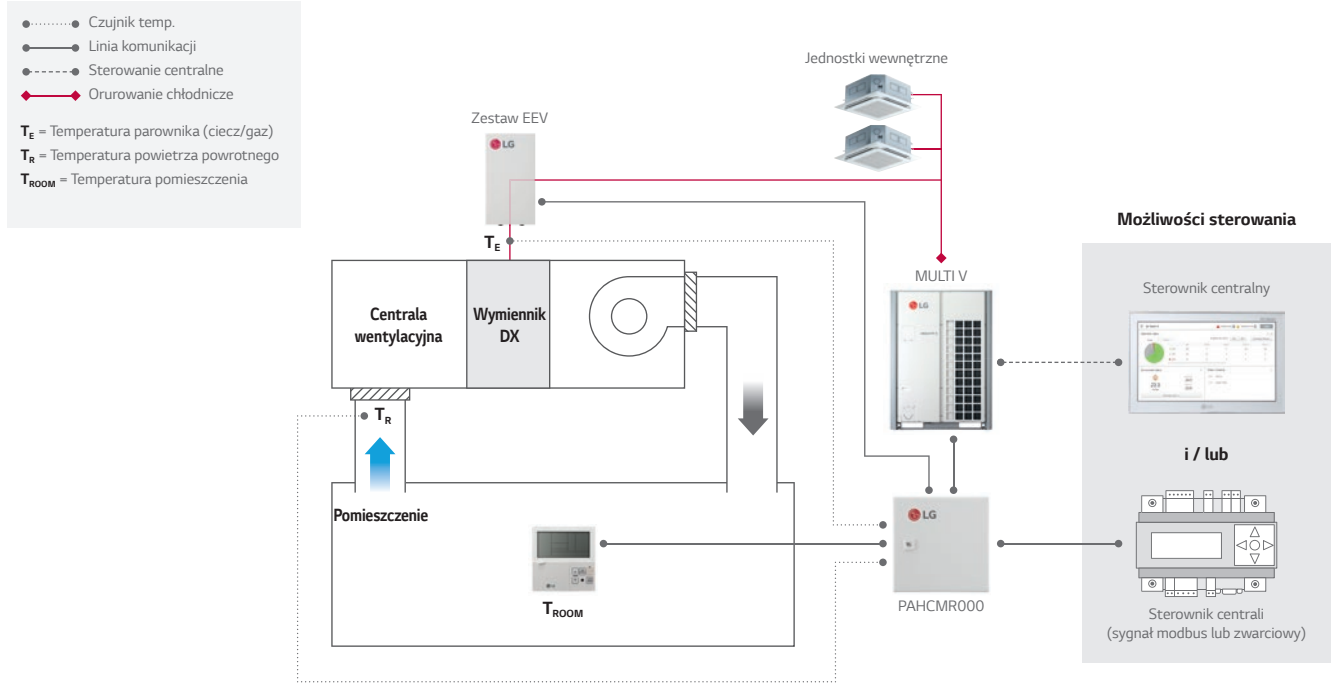 Czujnik temp.
Linia komunikacji
Sterowanie centralne
Orurowanie chłodnicze
TE = Temperatura parownika (ciecz/gaz)
TR = Temperatura powietrza powrotnego
TROOM = Temperatura pomieszczenia
Jednostki wewnętrzne
Zestaw EEV
LG
TE
Możliwości sterowania
MULTI V
LG
Sterownik centralny
Centrala
wentylacyjna
Wymiennik
DX
TR
i / lub
Pomieszczenie
LG
TROOM
PAHCMR000
Sterownik centrali
(sygnał modbus lub zwarciowy)